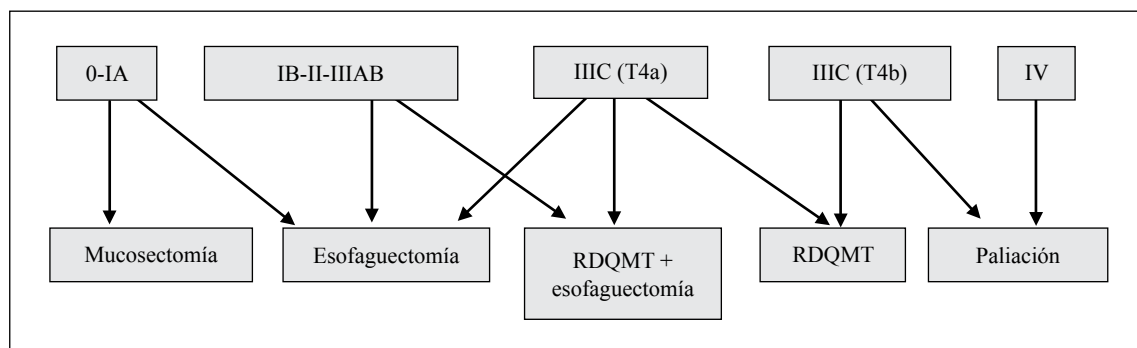 0-IA
IB-II-IIIAB
IIIC (T4a)
IIIC (T4b)
IV
Mucosectomía
Esofaguectomía
RDQMT +
esofaguectomía
RDQMT
Paliación